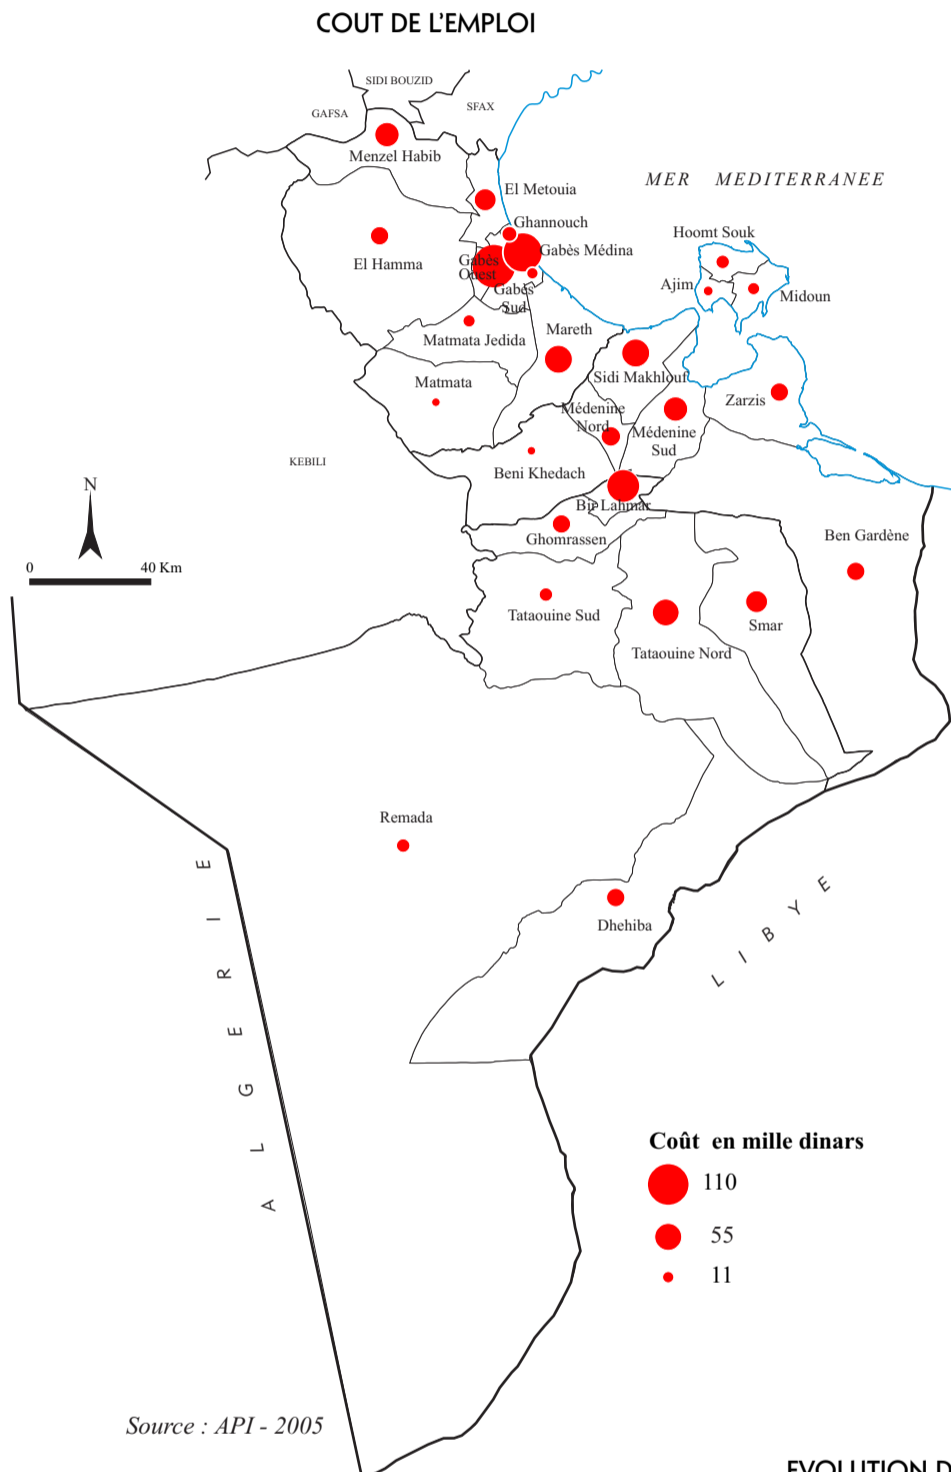 COUT DE L'EMPLOI
SIDI BOUZID
GAFSA
SFAX
Menzel Habib
MER MEDITERRANEE
El Metouia
Ghannouch
Hoomt Souk
Gabès Médina
El Hamma
Gabès
Ouest
Gabès
Sud
Ajim
Midoun
Matmata Jedida
Mareth
Matmata
Sidi Makhlouf
Zarzis
Médenine
Nord
Médenine
Sud
KEBILI
Beni Khedach
N
Bir Lahmar
Ghomrassen
Ben Gardène
0 40 Km
Tataouine Sud
Smar
Tataouine Nord
Remada
ALGERIE
Dhehiba
LIBYE
Coût en mille dinars
110
55
11
Source : API - 2005
EVOLUTION D